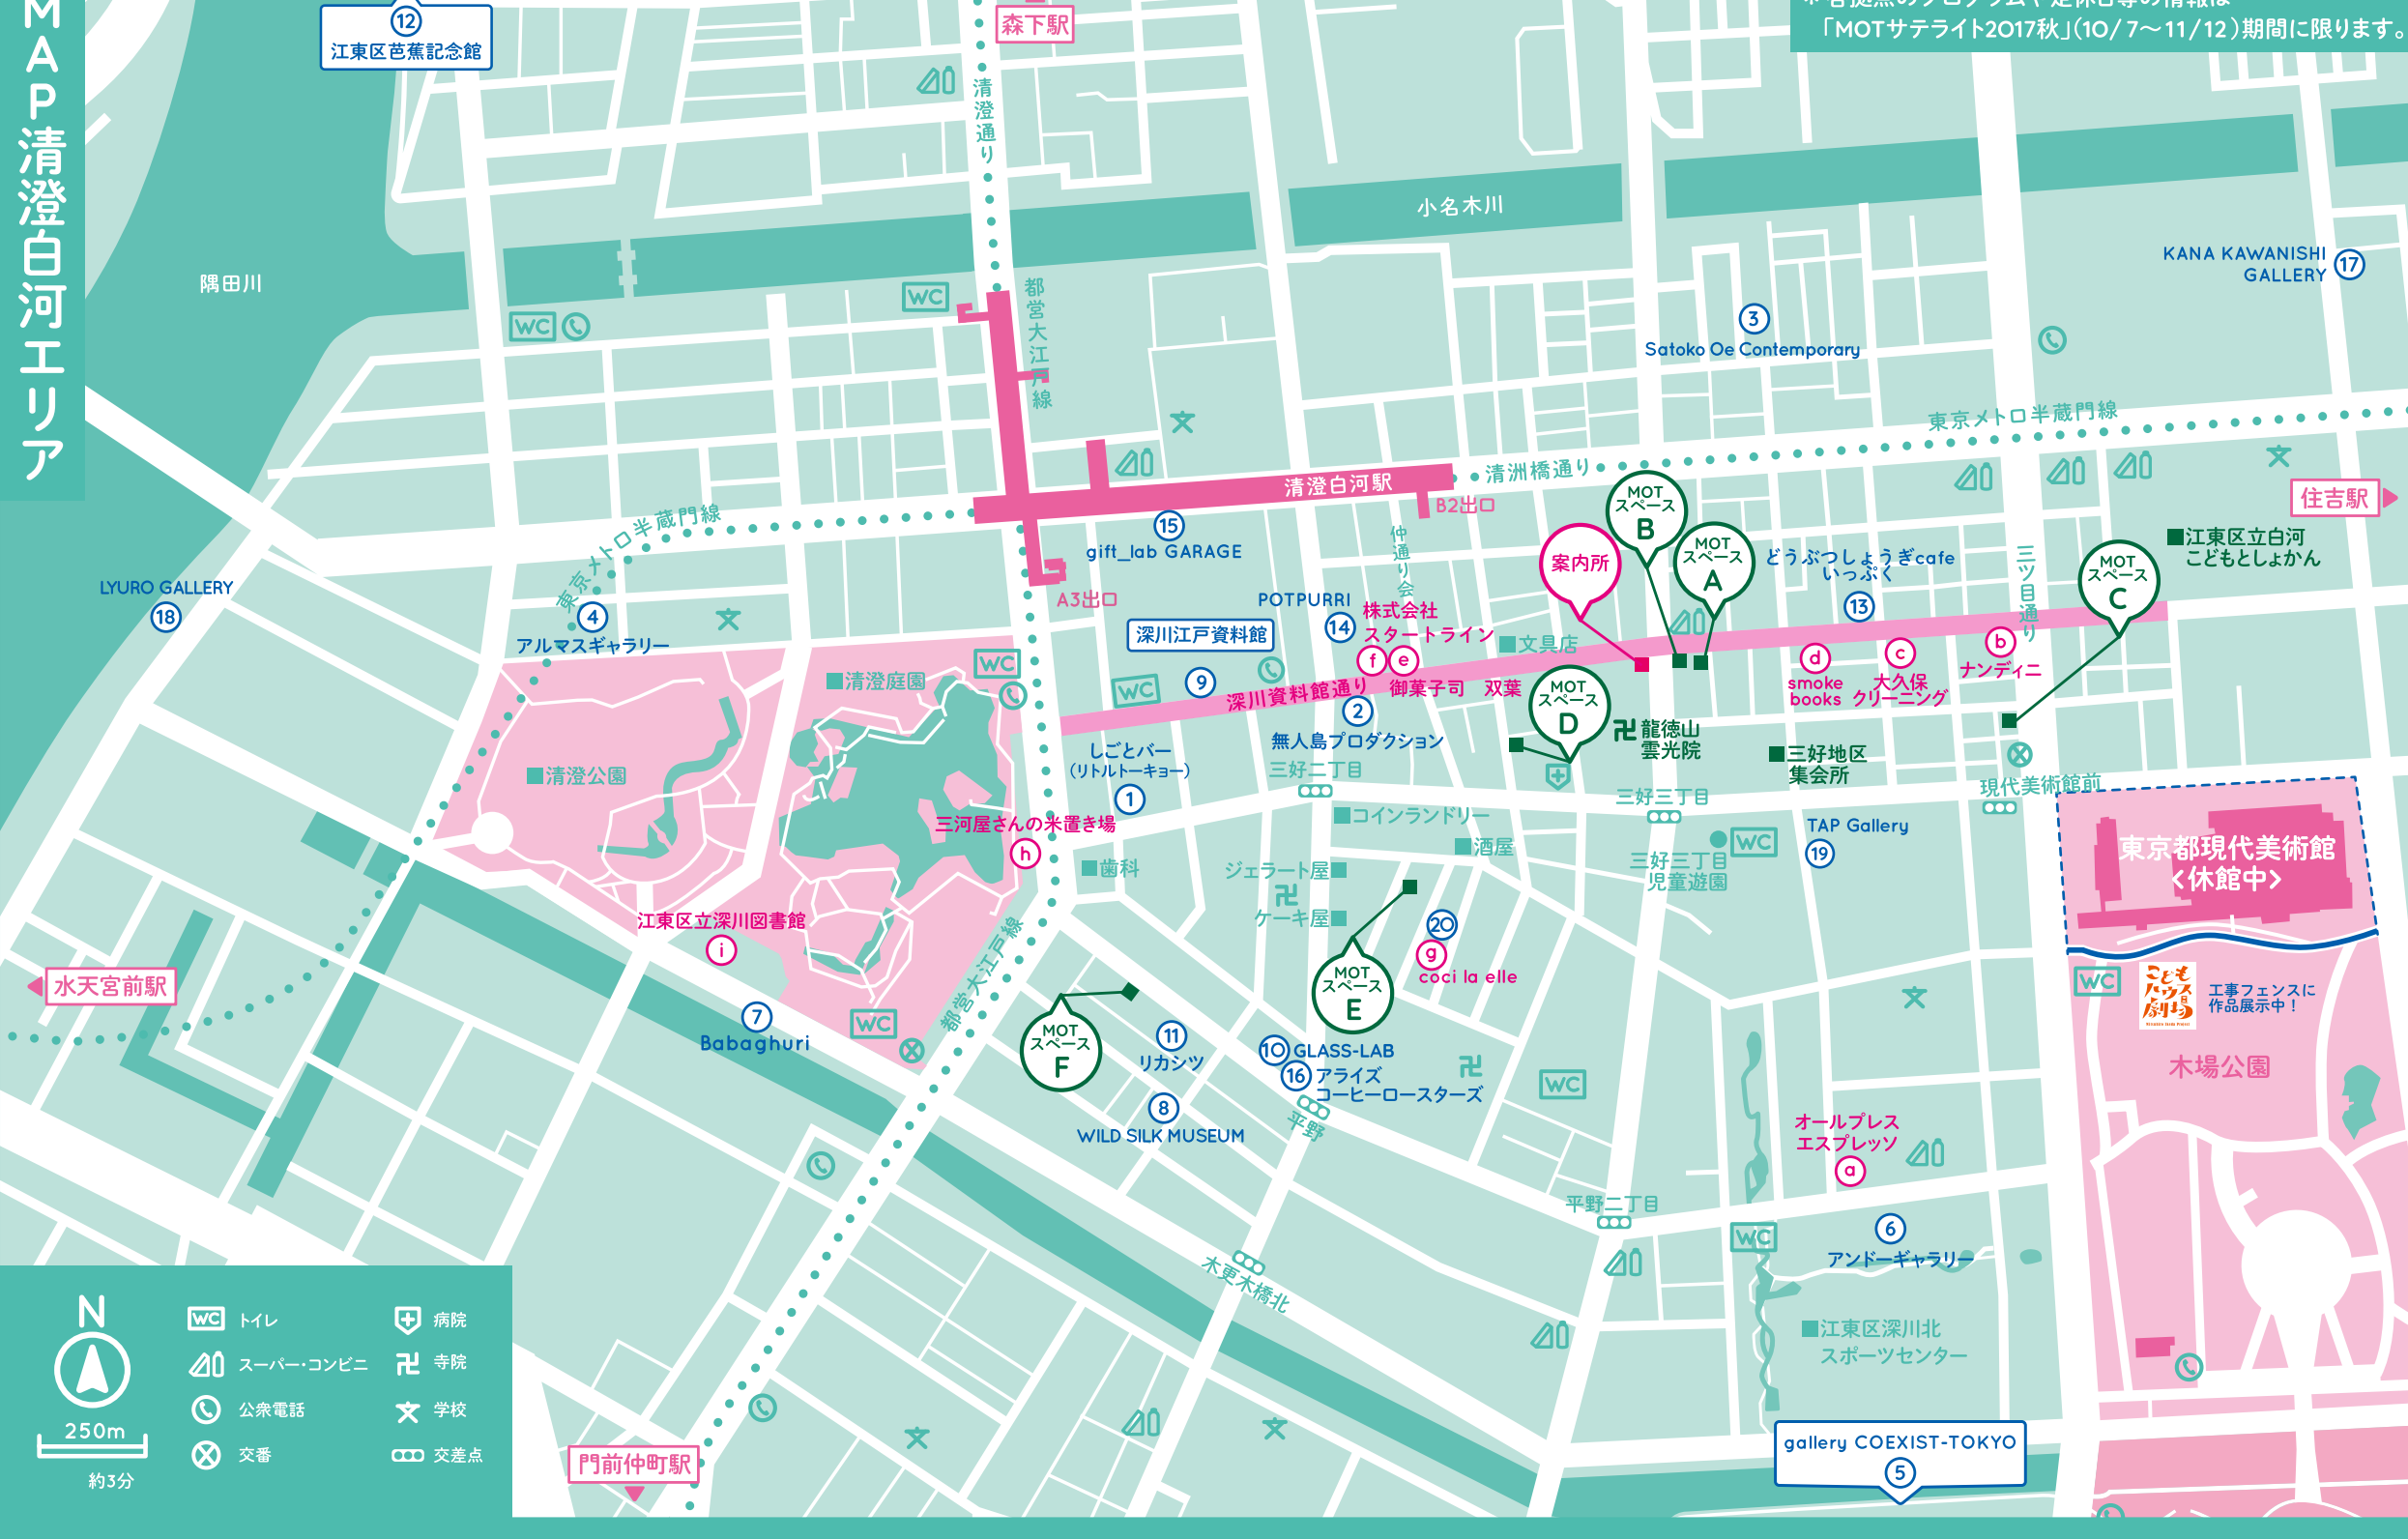 MAP清澄白河エリア
「MOTサテライト2017秋」(10/7〜11/12)期間に限ります。
12
江東区芭蕉記念館
森下駅
清澄通り
小名木川
隅田川
KANA KAWANISHI
GALLERY
17
WC
WC
都営大江戸線
3
Satoko Oe Contemporary
東京メトロ半蔵門線
清洲橋通り
清澄白河駅
B2出口
住吉駅
東京メトロ半蔵門線
15
gift_lab GARAGE
仲通り会
案内所
MOT
スペース
B
MOT
スペース
A
どうぶつしょうぎcafe
いっぷく
13
三ツ目通り
MOT
スペース
C
江東区立白河
こどもとしょかん
LYURO GALLERY
18
4
アルマスギャラリー
A3出口
深川江戸資料館
9
POTPURRI
14
株式会社
スタートライン
f
e
文具店
清澄庭園
WC
WC
深川資料館通り
御菓子司 双葉
2
無人島プロダクション
MOT
スペース
D
龍徳山
雲光院
d
smoke
books
c
大久保
クリーニング
b
ナンディニ
三好地区
集会所
清澄公園
しごとバー
(リトルトーキョー)
1
三好二丁目
三好三丁目
現代美術館前
三河屋さんの米置き場
h
コインランドリー
酒屋
歯科
ジェラート屋
ケーキ屋
WC
三好三丁目
児童遊園
TAP Gallery
19
東京都現代美術館
<休館中>
江東区立深川図書館
i
20
g
coci la elle
MOT
スペース
E
水天宮前駅
都営大江戸線
WC
7
Babaghuri
MOT
スペース
F
11
リカシツ
10
GLASS-LAB
16
アライズ
コーヒーロースターズ
8
WILD SILK MUSEUM
平野
WC
WC
こども
工事フェンスに
作品展示中!
木場公園
オールプレス
エスプレッソ
a
平野二丁目
WC
6
アンドーギャラリー
木更木橋北
江東区深川北
スポーツセンター
gallery COEXIST-TOKYO
5
門前仲町駅
N
250m
約3分
WC
トイレ
スーパー・コンビニ
公衆電話
交番
病院
寺院
学校
交差点